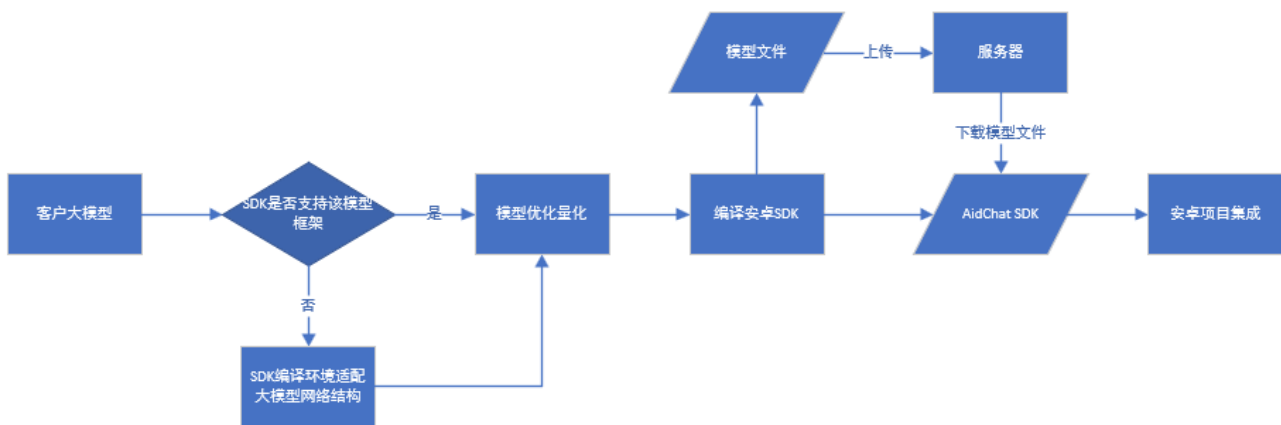 模型文件
上传
服务器
下载模型文件
客户大模型
SDK是否支持该模型
框架
是
模型优化量化
编译安卓SDK
AidChat SDK
安卓项目集成
否
SDK编译环境适配
大模型网络结构